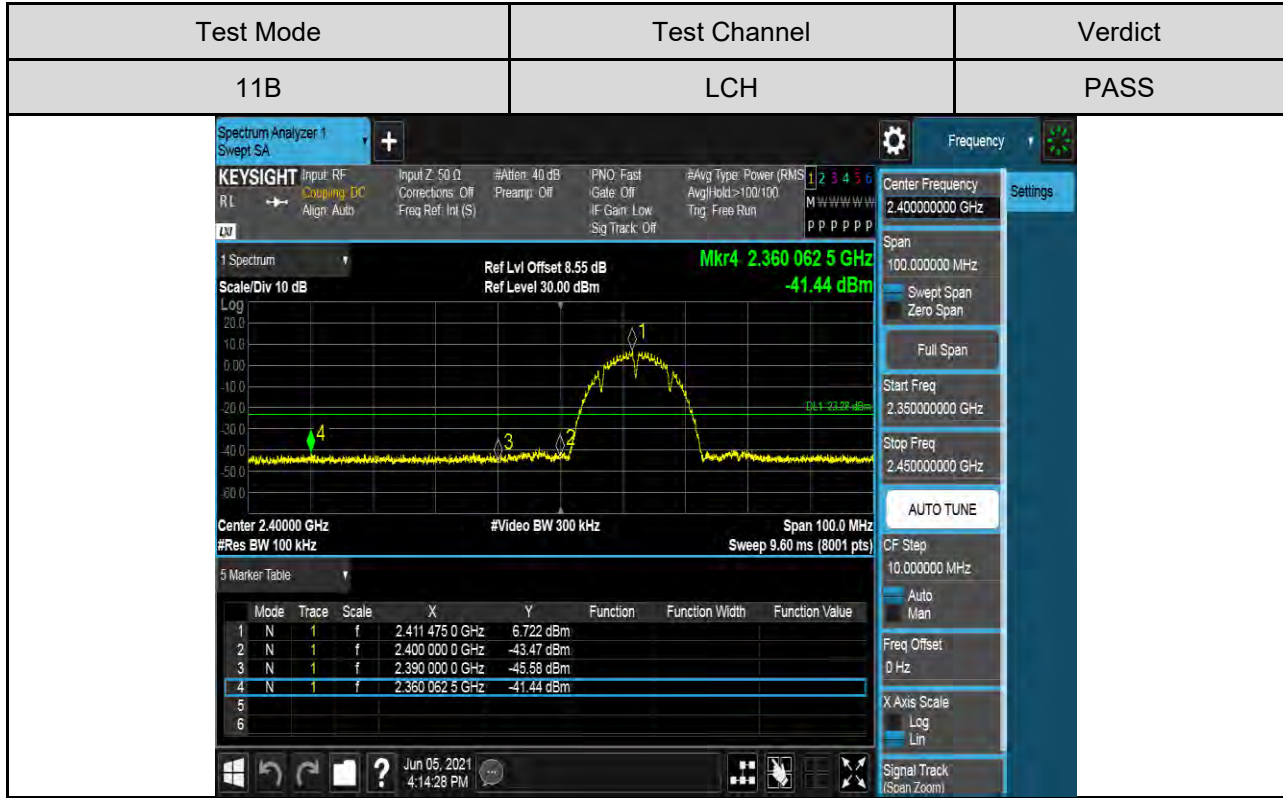 Test Mode Test Channel Verdict
11B LCH PASS
Spectrum Analyzer 1
Swept SA
+
Frequency
KEYSIGHT
RL
LXI
Input: RF
Coupling: DC
Align: Auto
Input Z: 50 Ω
Corrections: Off
Freq Ref: Int (S)
#Atten: 40 dB
Preamp: Off
PNO: Fast
Gate: Off
IF Gain: Low
Sig Track: Off
#Avg Type: Power (RMS
Avg|Hold:>100/100
Trig: Free Run
1 2 3 4 5 6
M W W W W W
P P P P P P
Center Frequency
2.400000000 GHz
Settings
Span
100.000000 MHz
Swept Span
Zero Span
Full Span
Start Freq
2.350000000 GHz
Stop Freq
2.450000000 GHz
AUTO TUNE
CF Step
10.000000 MHz
Auto
Man
Freq Offset
0 Hz
X Axis Scale
Log
Lin
Signal Track
(Span Zoom)
1 Spectrum
Scale/Div 10 dB
Ref Lvl Offset 8.55 dB
Ref Level 30.00 dBm
Mkr4 2.360 062 5 GHz
-41.44 dBm
Log
20.0
10.0
0.00
-10.0
-20.0
-30.0
-40.0
-50.0
-60.0
1
2
3
4
Center 2.40000 GHz
#Video BW 300 kHz
Span 100.0 MHz
#Res BW 100 kHz
Sweep 9.60 ms (8001 pts)
5 Marker Table
Mode Trace Scale X Y Function Function Width Function Value
1 N 1 f 2.411 475 0 GHz 6.722 dBm
2 N 1 f 2.400 000 0 GHz -43.47 dBm
3 N 1 f 2.390 000 0 GHz -45.58 dBm
4 N 1 f 2.360 062 5 GHz -41.44 dBm
5
6
?
Jun 05, 2021
4:14:28 PM